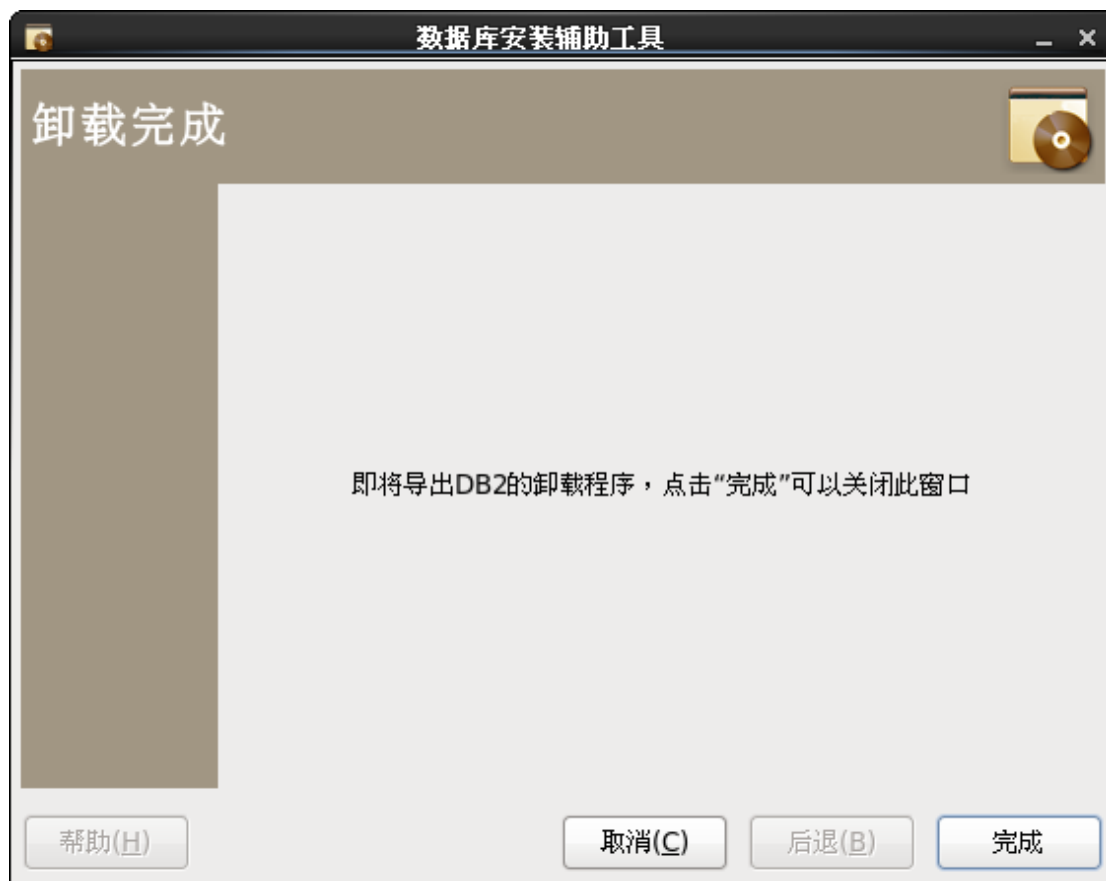 数据库安装辅助工具
卸载完成
即将导出DB2的卸载程序，点击“完成”可以关闭此窗口
帮助(H)
取消(C)
后退(B)
完成